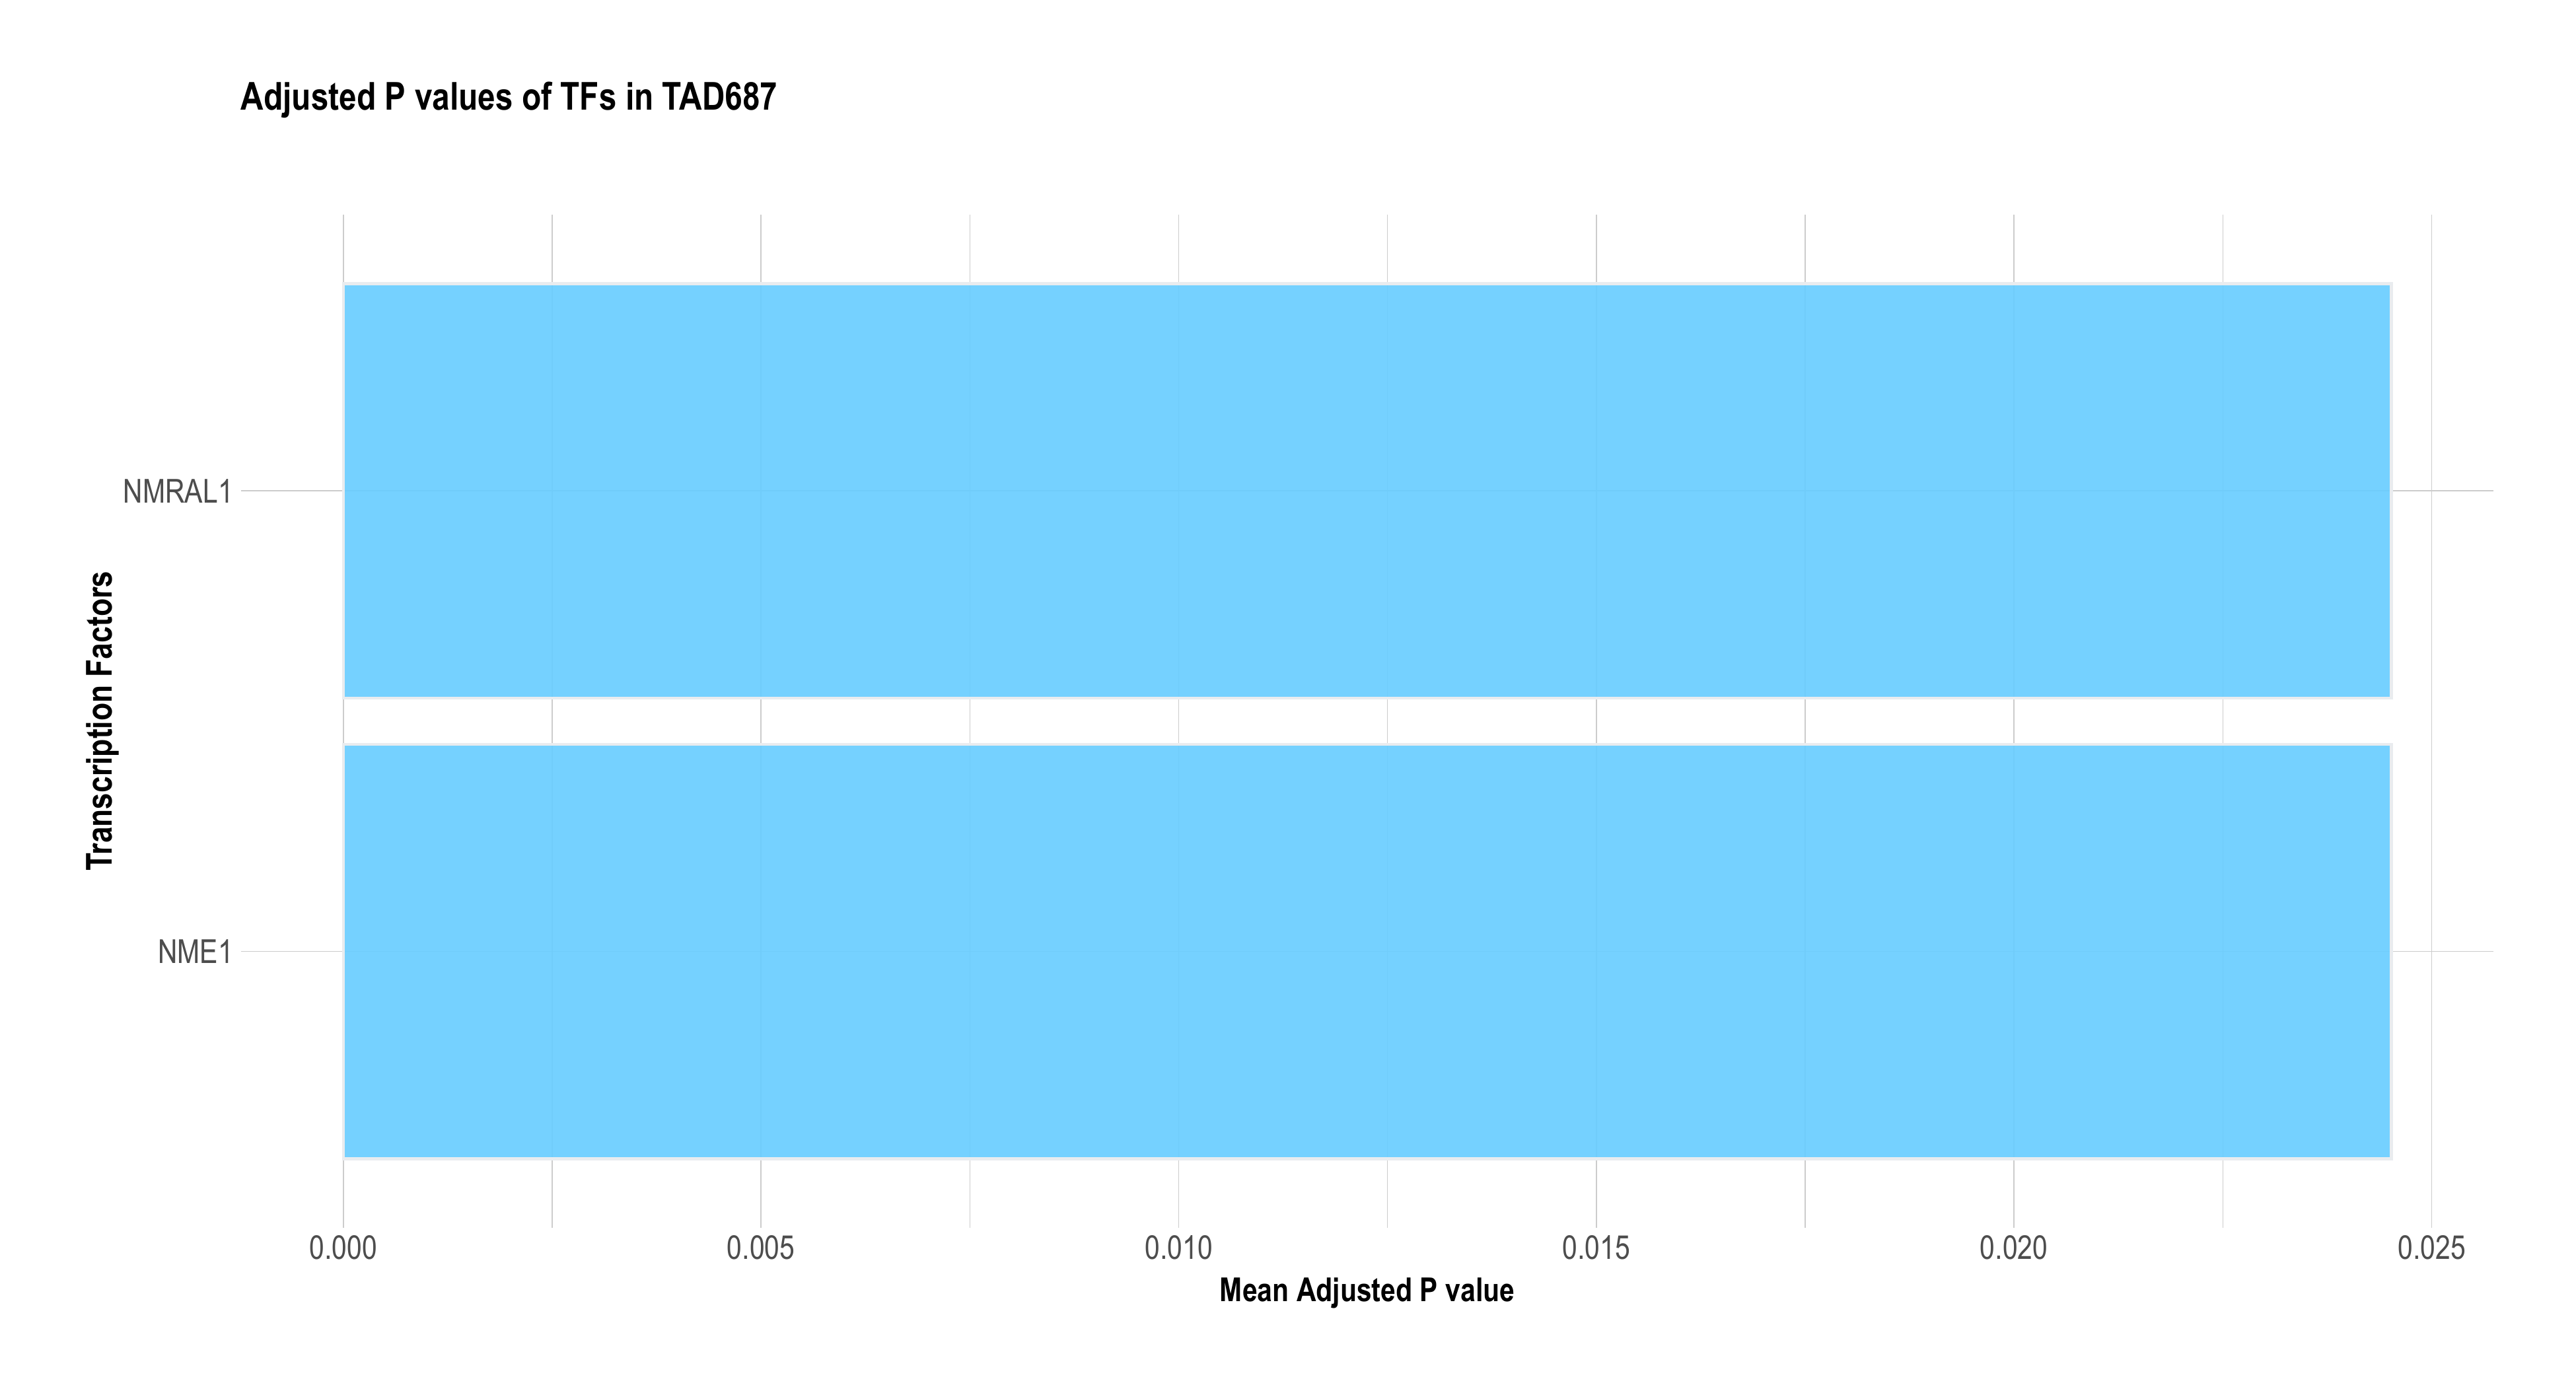 Adjusted P values of TFs in TAD687
Transcription Factors
NMRAL1
NME1
0.000 0.005 0.010 0.015 0.020 0.025
Mean Adjusted P value